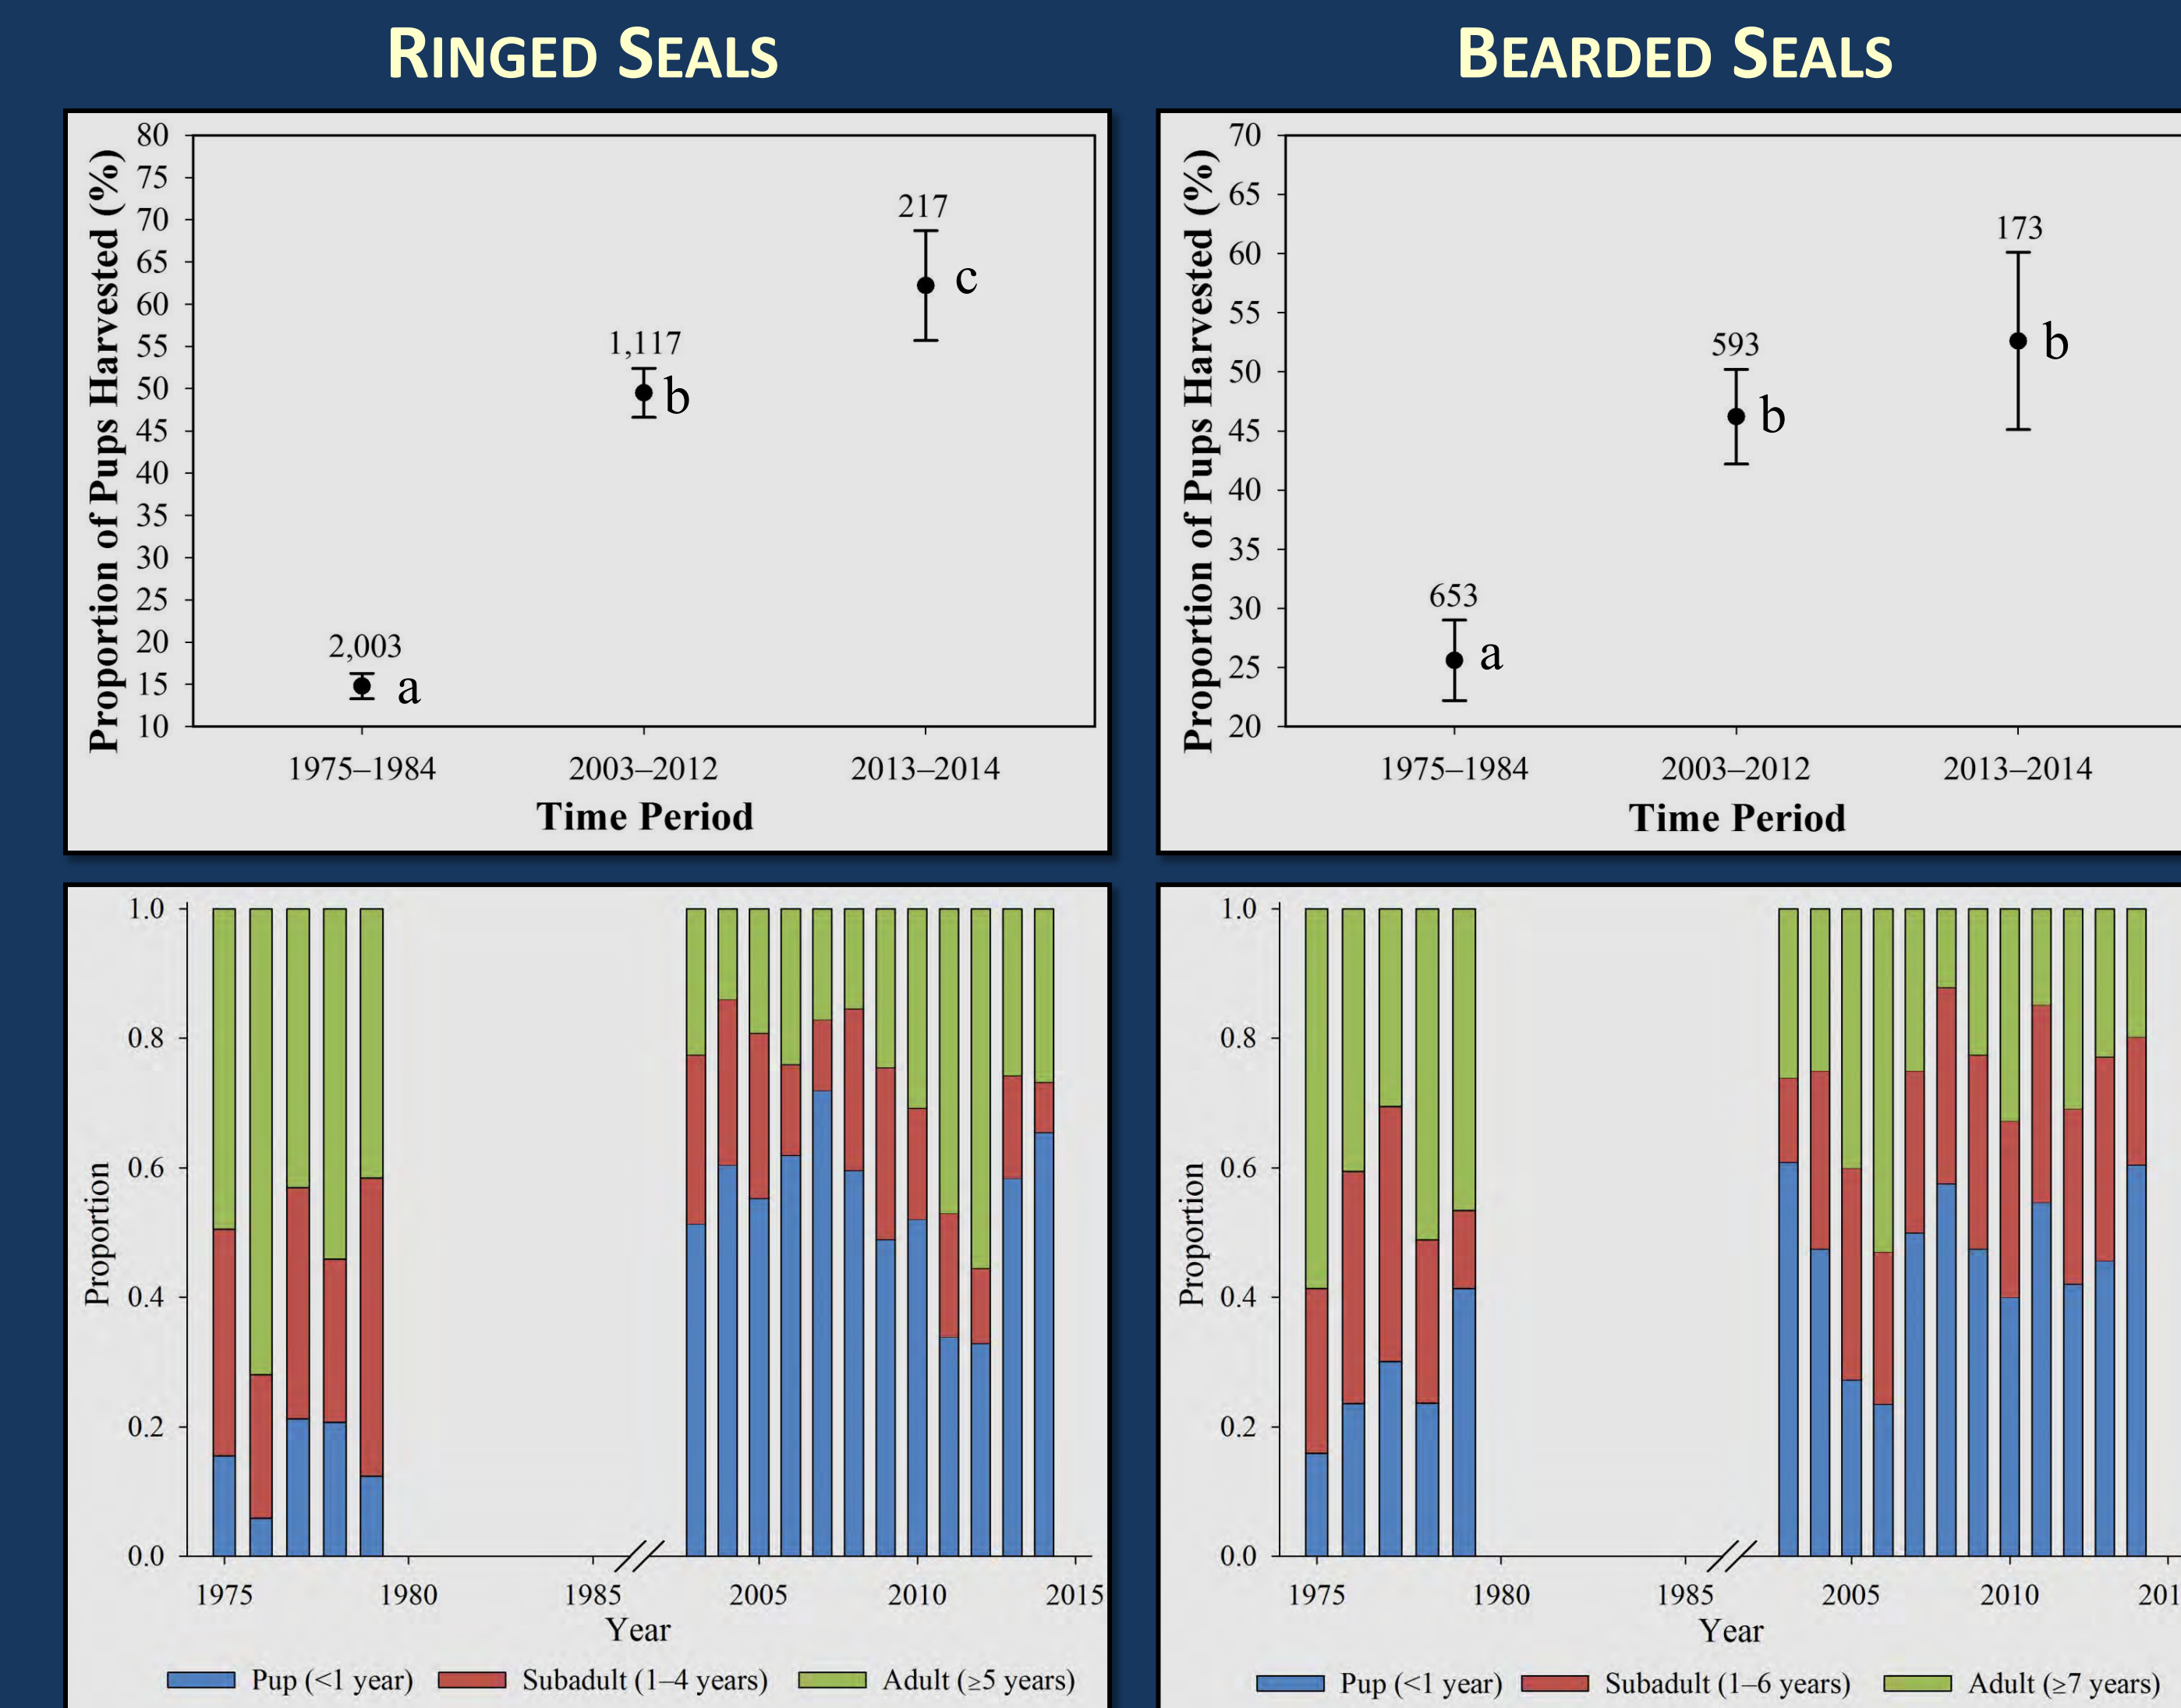 RINGED SEALS
BEARDED SEALS
Proportion of Pups Harvested (%)
80
75
70
65
60
55
50
45
40
35
30
25
20
15
10
2,003
a
1,117
b
217
c
1975–1984 2003–2012 2013–2014
Time Period
Proportion of Pups Harvested (%)
70
65
60
55
50
45
40
35
30
25
20
653
a
593
b
173
b
1975–1984 2003–2012 2013–2014
Time Period
Proportion
1.0
0.8
0.6
0.4
0.2
0.0
1975 1980 1985 2005 2010 2015
Year
Pup (<1 year) Subadult (1–4 years) Adult (≥5 years)
Proportion
1.0
0.8
0.6
0.4
0.2
0.0
1975 1980 1985 2005 2010 201
Year
Pup (<1 year) Subadult (1–6 years) Adult (≥7 years)